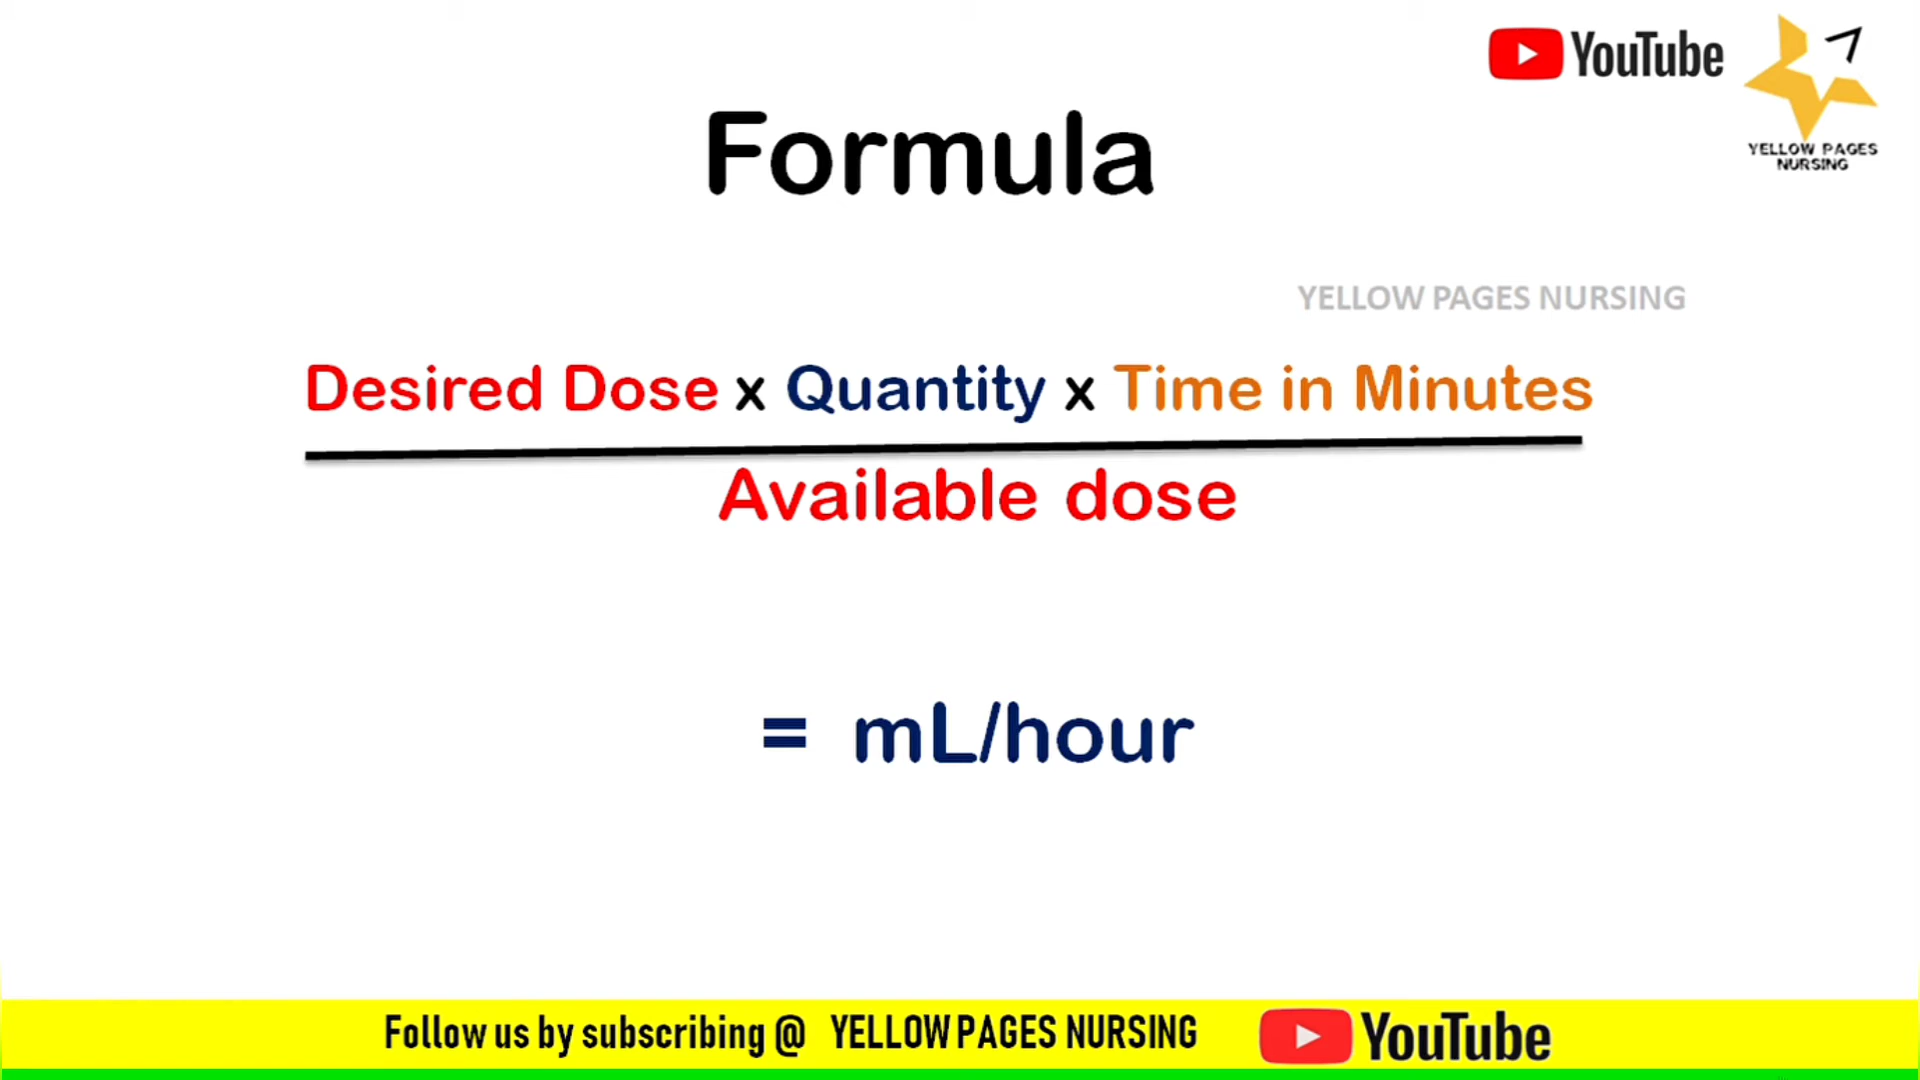 YouTube
YELLOW PAGES
NURSING
Formula
YELLOW PAGES NURSING
Desired Dose x Quantity x Time in Minutes
Available dose
= mL/hour
Follow us by subscribing @ YELLOW PAGES NURSING YouTube